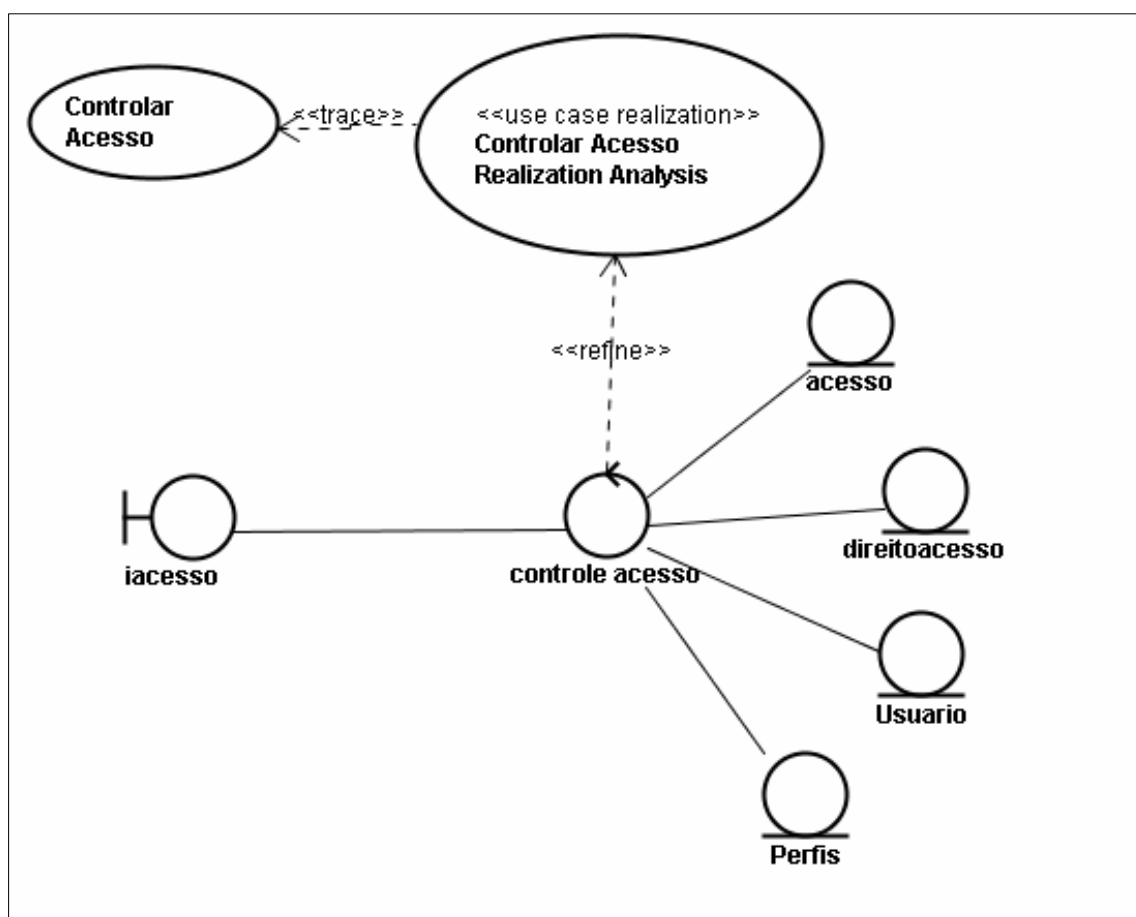 Controlar
Acesso
<<trace>>
<<use case realization>>
Controlar Acesso
Realization Analysis
<<refine>>
acesso
direitoacesso
iacesso
controle acesso
Usuario
Perfis